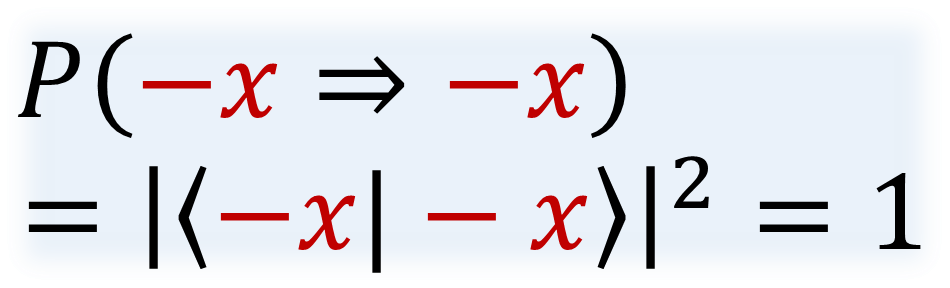 P(−x ⇒ −x)
= |⟨−x| − x⟩|² = 1